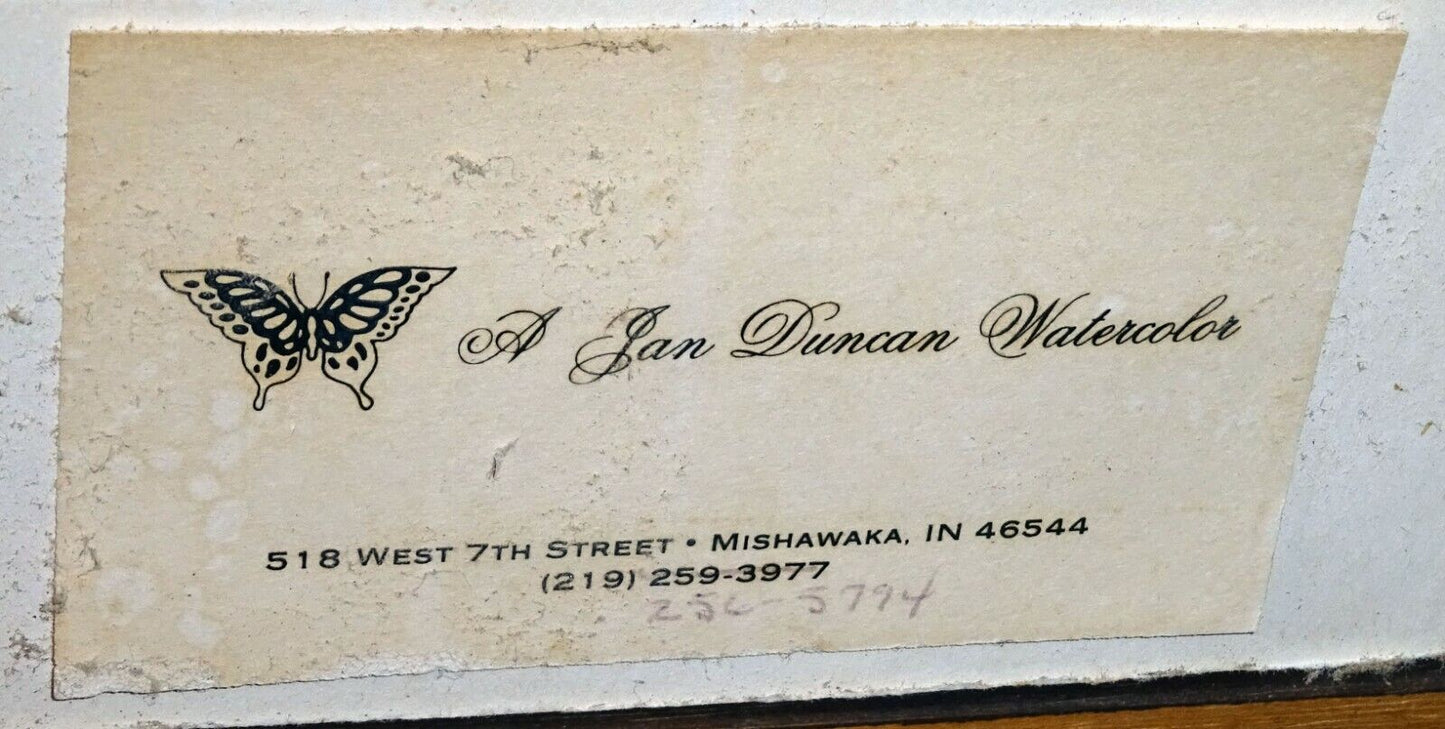 A Jan Duncan Watercolor
518 WEST 7TH STREET • MISHAWAKA, IN 46544
(219) 259-3977
256-5794